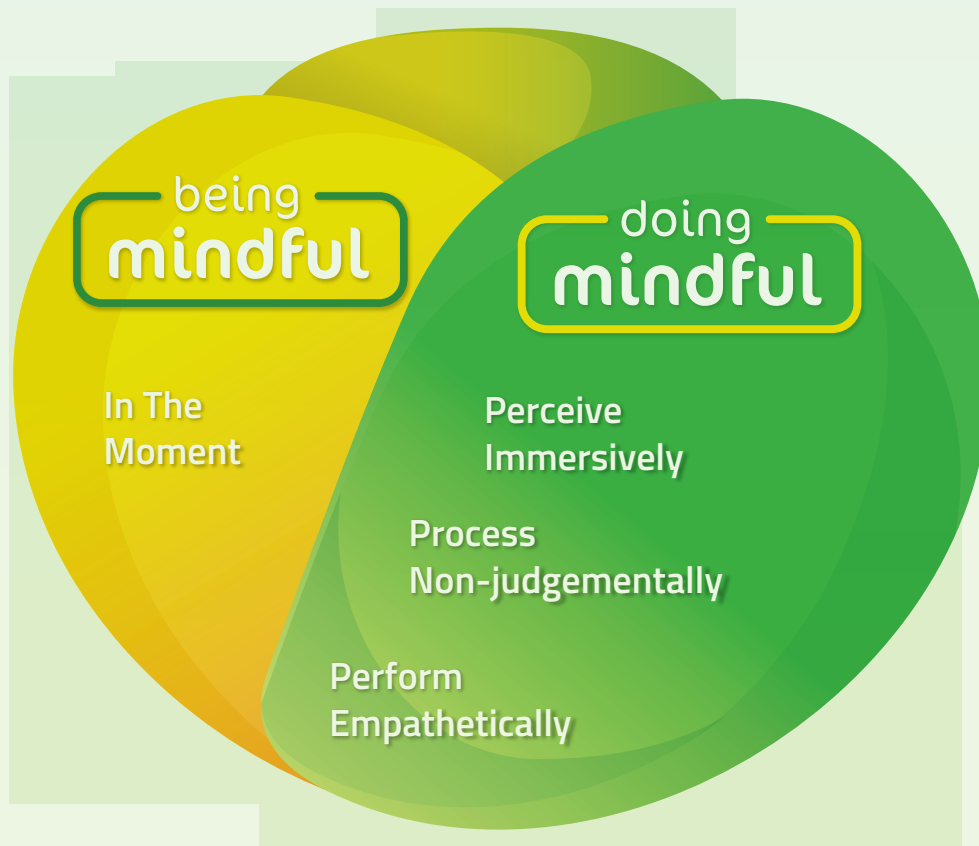 being
mindful
In The
Moment
doing
mindful
Perceive
Immersively
Process
Non-judgementally
Perform
Empathetically